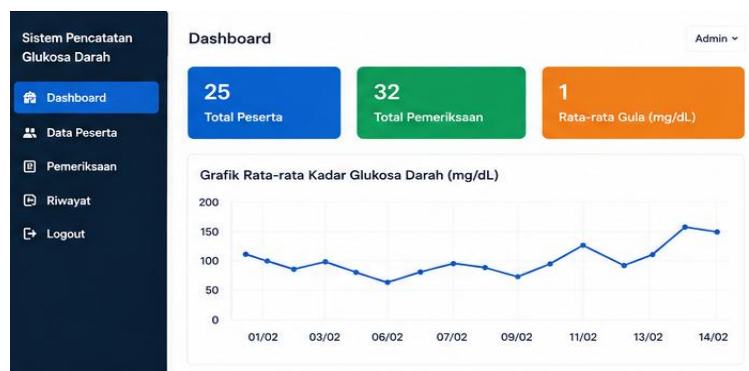 Sistem Pencatatan
Glukosa Darah
Dashboard
Data Peserta
Pemeriksaan
Riwayat
Logout
Dashboard
Admin
25
Total Peserta
32
Total Pemeriksaan
1
Rata-rata Gula (mg/dL)
Grafik Rata-rata Kadar Glukosa Darah (mg/dL)
200
150
100
50
0
01/02 03/02 06/02 07/02 09/02 11/02 13/02 14/02